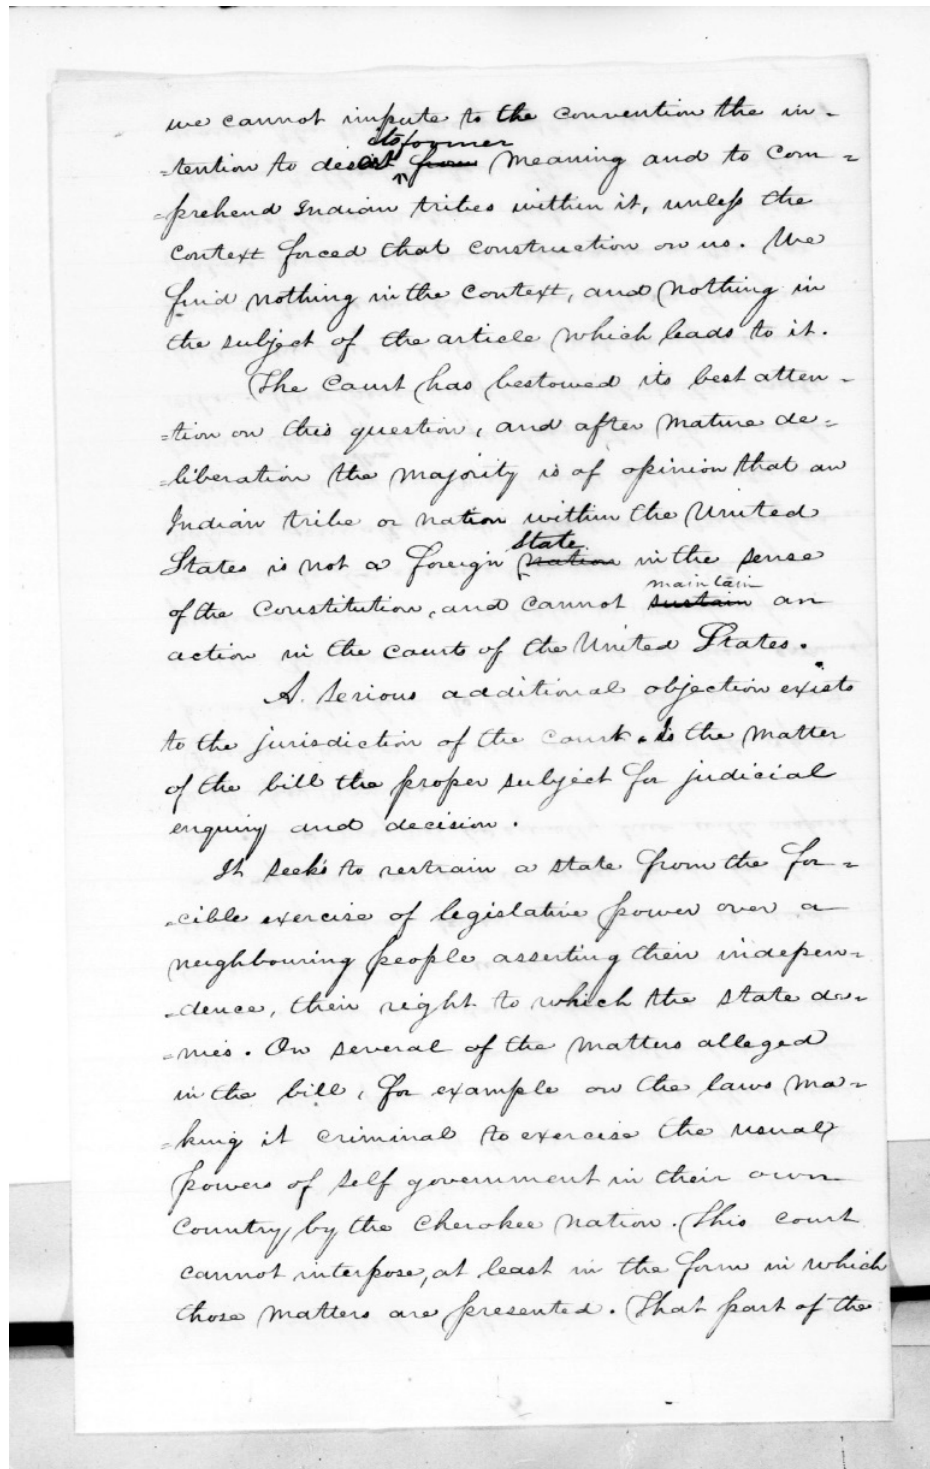 we cannot impute to the convention the in-
its former
=tention to desert from meaning and to com=
=prehend Indian tribes within it, unless the
context forced that construction on us. We
find nothing in the context, and nothing in
the subject of the article which leads to it.
The Court has bestowed its best atten-
=tion on this question, and after mature de=
=liberation the majority is of opinion that an
Indian tribe or nation within the United
state
States is not a foreign nation in the sense
maintain
of the Constitution, and cannot sustain an
action in the courts of the United States.
A serious additional objection exists
to the jurisdiction of the court. Is the matter
of the bill the proper subject for judicial
enquiry and decision.
It seeks to restrain a state from the for=
=cible exercise of legislative power over a
neighbouring people asserting their indepen=
=dence, their right to which the state de=
=nies. On several of the matters alleged
in the bill, for example on the laws ma=
=king it criminal to exercise the usual
powers of self government in their own
Country by the Cherokee nation. This court
cannot interpose, at least in the form in which
those matters are presented. That part of the